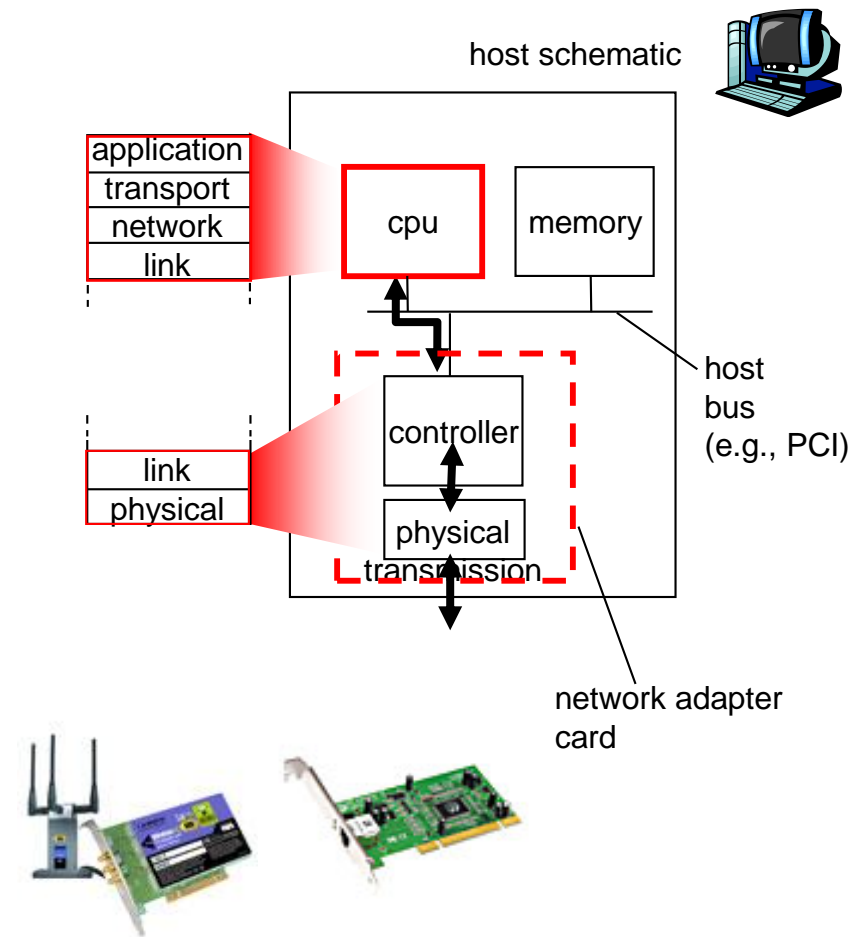 host schematic
application
transport
network
link
cpu
memory
host
bus
(e.g., PCI)
controller
link
physical
physical
transmission
network adapter
card